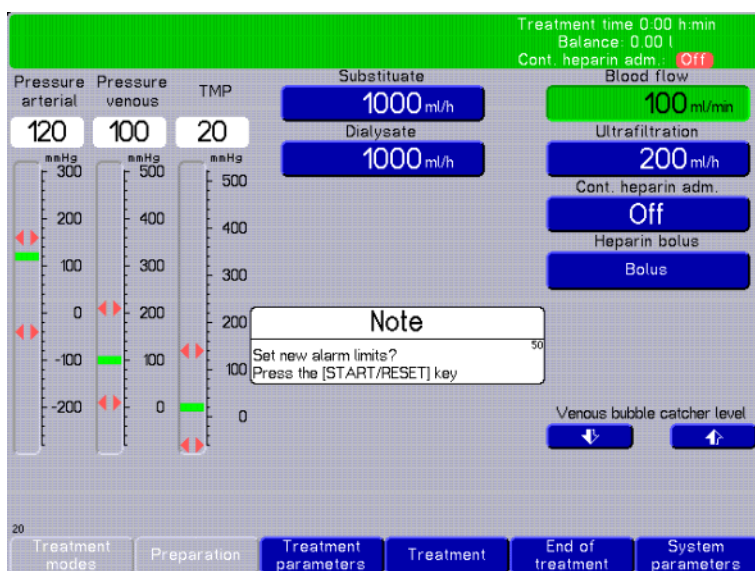 Treatment time 0:00 h:min
Balance: 0.00 l
Cont. heparin adm.: Off
Pressure arterial
Pressure venous
TMP
120
100
20
mmHg
300
200
100
0
-100
-200
mmHg
500
400
300
200
100
0
mmHg
500
400
300
200
100
0
Substituate
1000 ml/h
Dialysate
1000 ml/h
Blood flow
100 ml/min
Ultrafiltration
200 ml/h
Cont. heparin adm.
Off
Heparin bolus
Bolus
Note
50
Set new alarm limits?
Press the [START/RESET] key
Venous bubble catcher level
20
Treatment
modes
Preparation
Treatment
parameters
Treatment
End of
treatment
System
parameters